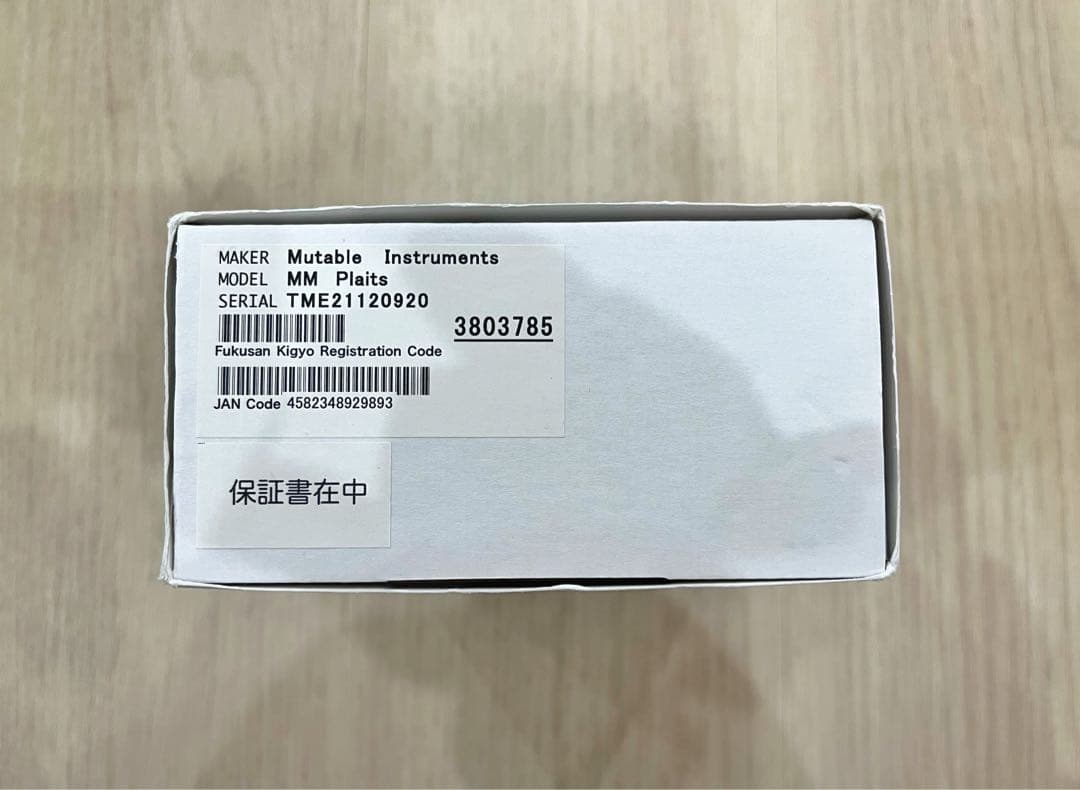 MAKER Mutable Instruments
MODEL MM Plaits
SERIAL TME21120920
3803785
Fukusan Kigyo Registration Code
JAN Code 4582348929893
保証書在中